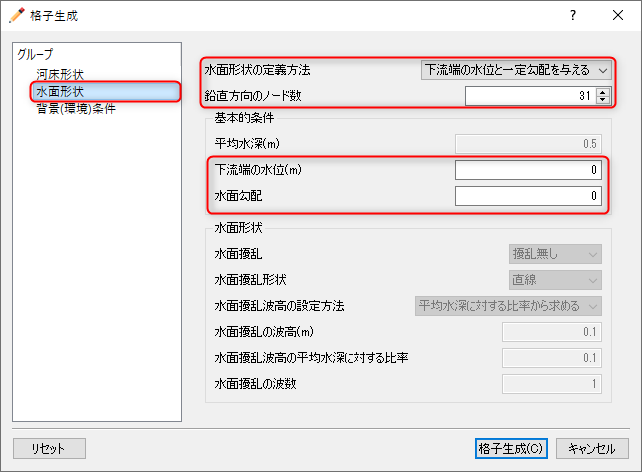 格子生成
グループ
河床形状
水面形状
背景(環境)条件
水面形状の定義方法 下流端の水位と一定勾配を与える
鉛直方向のノード数 31
基本的条件
平均水深(m) 0.5
下流端の水位(m) 0
水面勾配 0
水面形状
水面擾乱 擾乱無し
水面擾乱形状 直線
水面擾乱波高の設定方法 平均水深に対する比率から求める
水面擾乱の波高(m) 0.1
水面擾乱波高の平均水深に対する比率 0.1
水面擾乱の波数 1
リセット 格子生成(C) キャンセル